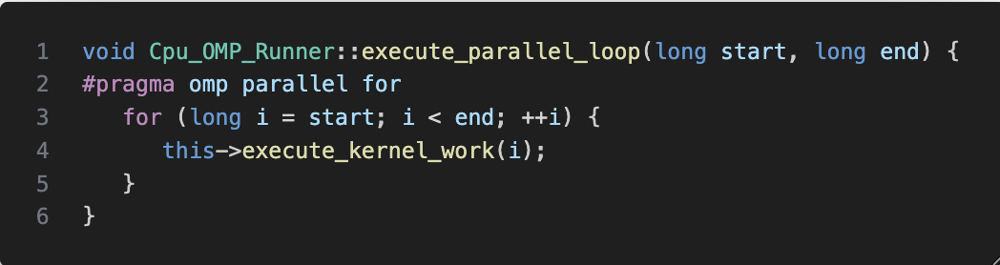 1 void Cpu_OMP_Runner::execute_parallel_loop(long start, long end) {
2 #pragma omp parallel for
3    for (long i = start; i < end; ++i) {
4       this->execute_kernel_work(i);
5    }
6 }